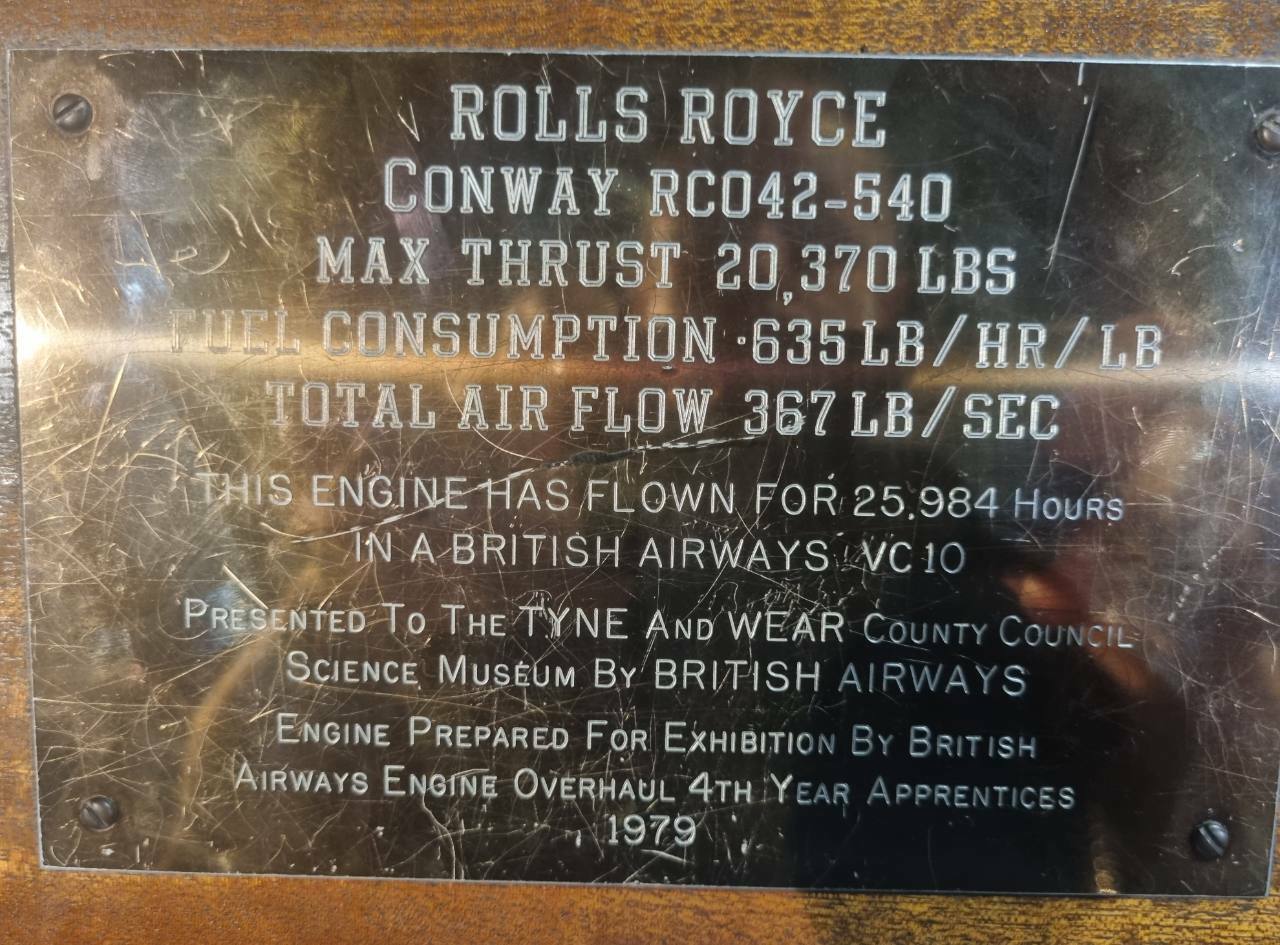 ROLLS ROYCE
CONWAY RCO42-540
MAX THRUST 20,370 LBS
FUEL CONSUMPTION ·635 LB/HR/LB
TOTAL AIR FLOW 367 LB/SEC
THIS ENGINE HAS FLOWN FOR 25,984 HOURS
IN A BRITISH AIRWAYS VC10
PRESENTED TO THE TYNE AND WEAR COUNTY COUNCIL
SCIENCE MUSEUM BY BRITISH AIRWAYS
ENGINE PREPARED FOR EXHIBITION BY BRITISH
AIRWAYS ENGINE OVERHAUL 4TH YEAR APPRENTICES
1979